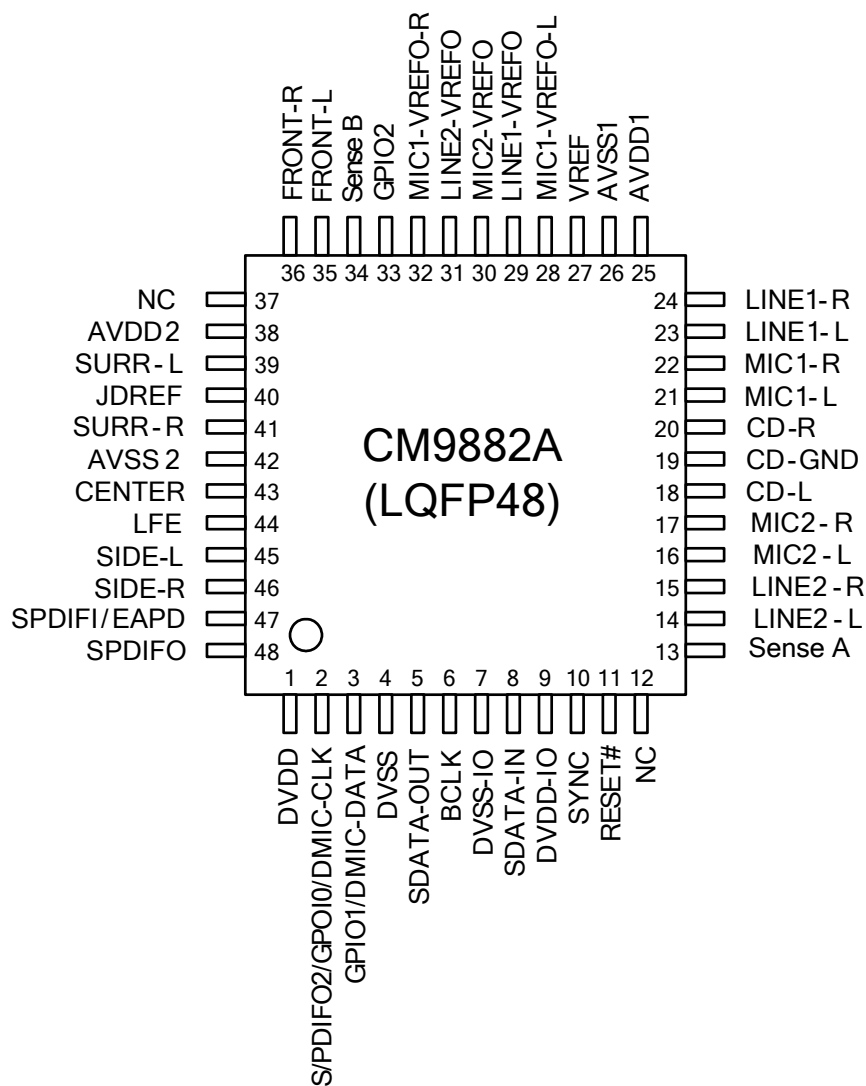 FRONT-R
FRONT-L
Sense B
GPIO2
MIC1-VREFO-R
LINE2-VREFO
MIC2-VREFO
LINE1-VREFO
MIC1-VREFO-L
VREF
AVSS1
AVDD1
36 35 34 33 32 31 30 29 28 27 26 25
NC 37
AVDD2 38
SURR-L 39
JDREF 40
SURR-R 41
AVSS2 42
CENTER 43
LFE 44
SIDE-L 45
SIDE-R 46
SPDIFI/EAPD 47
SPDIFO 48
CM9882A
(LQFP48)
24 LINE1-R
23 LINE1-L
22 MIC1-R
21 MIC1-L
20 CD-R
19 CD-GND
18 CD-L
17 MIC2-R
16 MIC2-L
15 LINE2-R
14 LINE2-L
13 Sense A
1 2 3 4 5 6 7 8 9 10 11 12
DVDD
S/PDIFO2/GPOI0/DMIC-CLK
GPIO1/DMIC-DATA
DVSS
SDATA-OUT
BCLK
DVSS-IO
SDATA-IN
DVDD-IO
SYNC
RESET#
NC